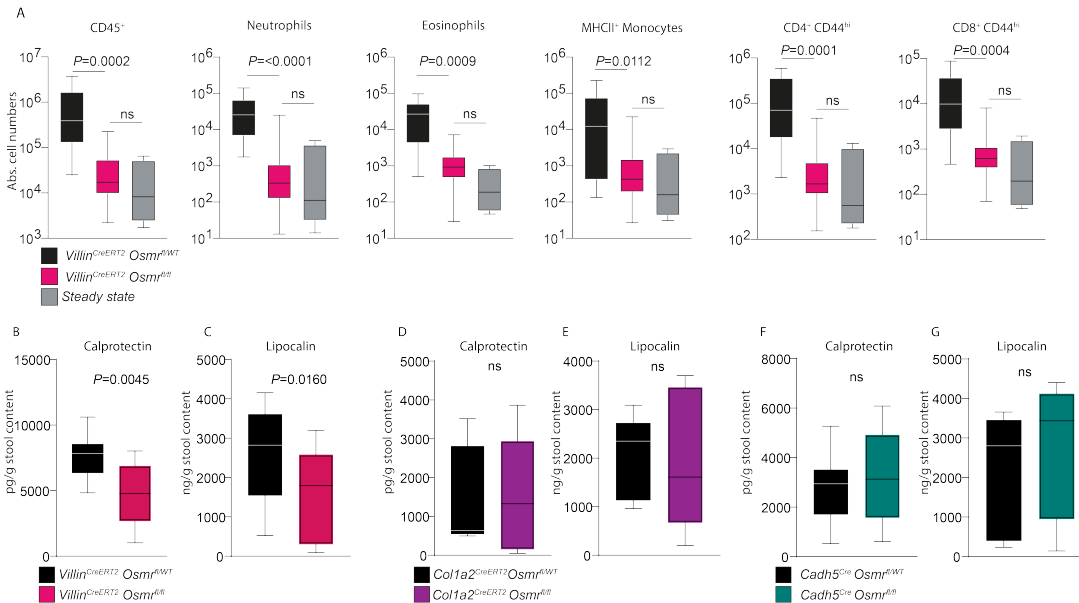 A
CD45⁺
Neutrophils
Eosinophils
MHCII⁺ Monocytes
CD4⁺ CD44ʰⁱ
CD8⁺ CD44ʰⁱ
Abs. cell numbers
10⁷
10⁶
10⁵
10⁴
10³
P=0.0002
ns
10⁶
10⁵
10⁴
10³
10²
10¹
P=<0.0001
ns
10⁶
10⁵
10⁴
10³
10²
10¹
P=0.0009
ns
10⁶
10⁵
10⁴
10³
10²
10¹
P=0.0112
ns
10⁶
10⁵
10⁴
10³
10²
P=0.0001
ns
10⁵
10⁴
10³
10²
10¹
P=0.0004
ns
Villinᶜʳᵉᴱᴿᵀ² Osmrᶠˡ/ᵂᵀ
Villinᶜʳᵉᴱᴿᵀ² Osmrᶠˡ/ᶠˡ
Steady state
B
Calprotectin
pg/g stool content
15000
10000
5000
0
P=0.0045
C
Lipocalin
ng/g stool content
5000
4000
3000
2000
1000
0
P=0.0160
Villinᶜʳᵉᴱᴿᵀ² Osmrᶠˡ/ᵂᵀ
Villinᶜʳᵉᴱᴿᵀ² Osmrᶠˡ/ᶠˡ
D
Calprotectin
pg/g stool content
5000
4000
3000
2000
1000
0
ns
E
Lipocalin
ng/g stool content
4000
3000
2000
1000
0
ns
Col1a2ᶜʳᵉᴱᴿᵀ² Osmrᶠˡ/ᵂᵀ
Col1a2ᶜʳᵉᴱᴿᵀ² Osmrᶠˡ/ᶠˡ
F
Calprotectin
pg/g stool content
8000
6000
4000
2000
0
ns
G
Lipocalin
ng/g stool content
5000
4000
3000
2000
1000
0
ns
Cadh5ᶜʳᵉ Osmrᶠˡ/ᵂᵀ
Cadh5ᶜʳᵉ Osmrᶠˡ/ᶠˡ